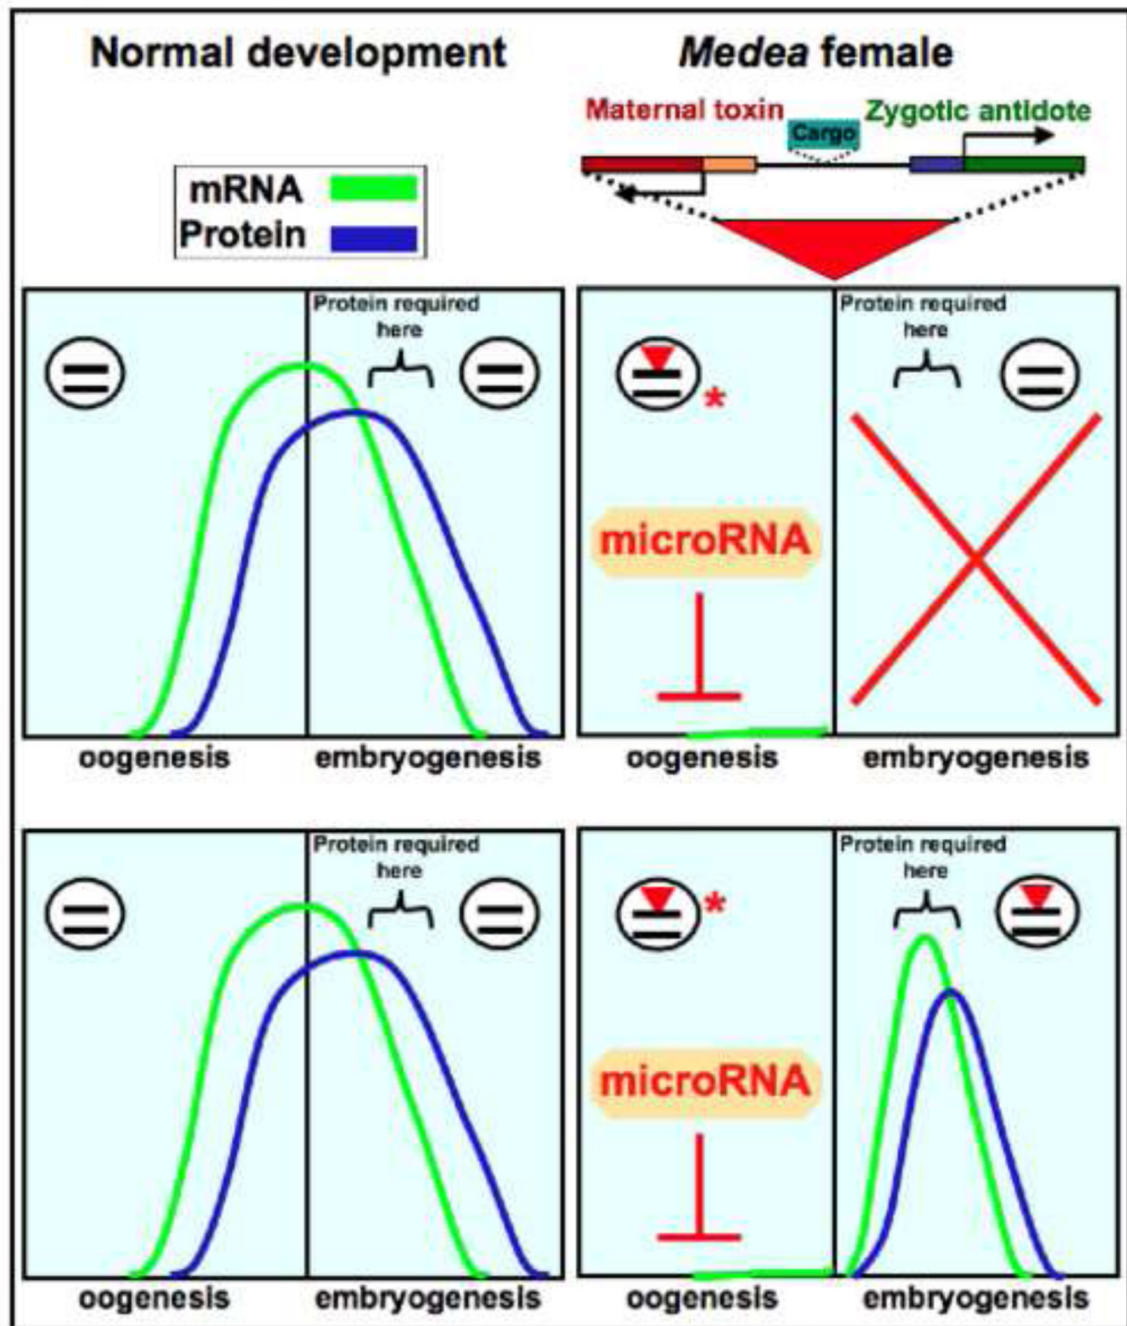 Normal development
Medea female
Maternal toxin
Cargo
Zygotic antidote
mRNA
Protein
Protein required
here
oogenesis
embryogenesis
*
microRNA
Protein required
here
oogenesis
embryogenesis
Protein required
here
oogenesis
embryogenesis
*
microRNA
Protein required
here
oogenesis
embryogenesis